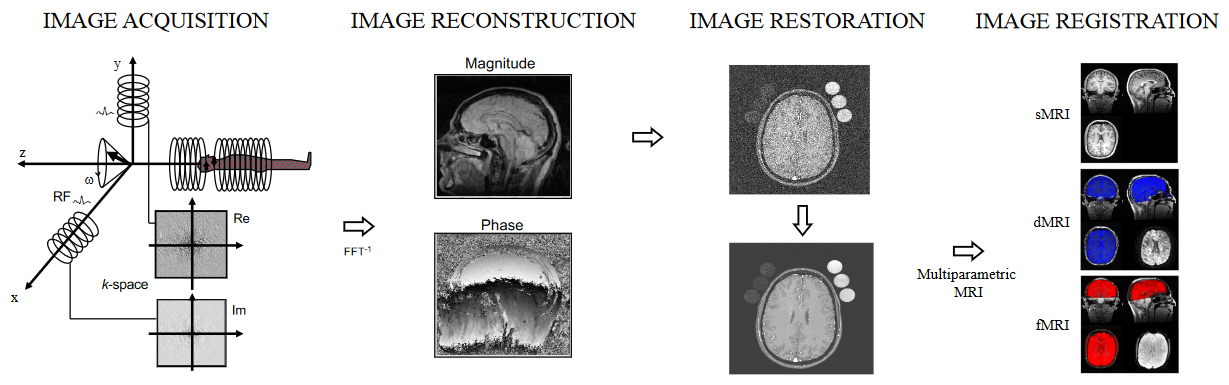 IMAGE ACQUISITION
IMAGE RECONSTRUCTION
IMAGE RESTORATION
IMAGE REGISTRATION
y
z
ω
RF
x
Re
k-space
Im
FFT⁻¹
Magnitude
Phase
Multiparametric
MRI
sMRI
dMRI
fMRI